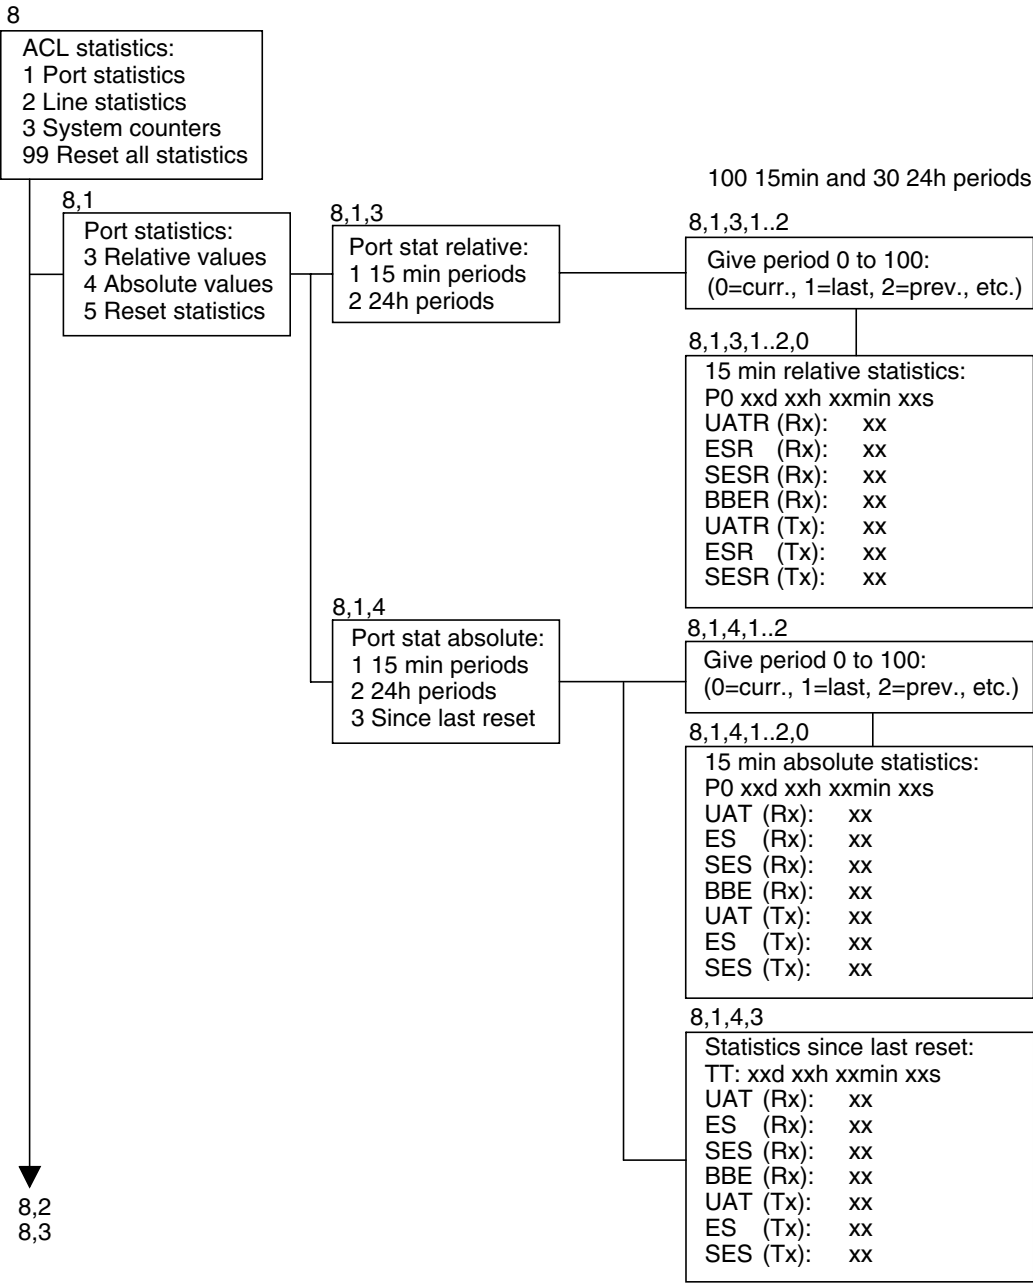 8
ACL statistics:
1 Port statistics
2 Line statistics
3 System counters
99 Reset all statistics
100 15min and 30 24h periods
8,1
Port statistics:
3 Relative values
4 Absolute values
5 Reset statistics
8,1,3
Port stat relative:
1 15 min periods
2 24h periods
8,1,3,1..2
Give period 0 to 100:
(0=curr., 1=last, 2=prev., etc.)
8,1,3,1..2,0
15 min relative statistics:
P0 xxd xxh xxmin xxs
UATR (Rx): xx
ESR (Rx): xx
SESR (Rx): xx
BBER (Rx): xx
UATR (Tx): xx
ESR (Tx): xx
SESR (Tx): xx
8,1,4
Port stat absolute:
1 15 min periods
2 24h periods
3 Since last reset
8,1,4,1..2
Give period 0 to 100:
(0=curr., 1=last, 2=prev., etc.)
8,1,4,1..2,0
15 min absolute statistics:
P0 xxd xxh xxmin xxs
UAT (Rx): xx
ES (Rx): xx
SES (Rx): xx
BBE (Rx): xx
UAT (Tx): xx
ES (Tx): xx
SES (Tx): xx
8,1,4,3
Statistics since last reset:
TT: xxd xxh xxmin xxs
UAT (Rx): xx
ES (Rx): xx
SES (Rx): xx
BBE (Rx): xx
UAT (Tx): xx
ES (Tx): xx
SES (Tx): xx
8,2
8,3